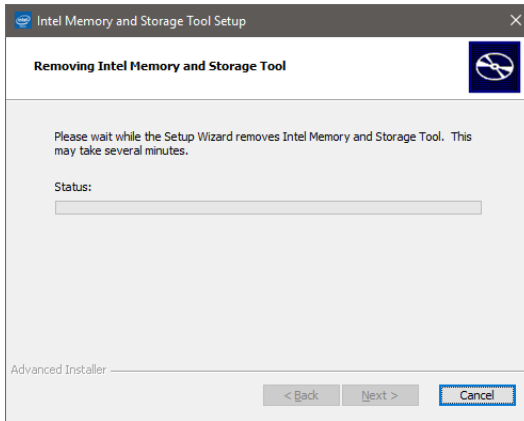 Intel Memory and Storage Tool Setup
Removing Intel Memory and Storage Tool
Please wait while the Setup Wizard removes Intel Memory and Storage Tool. This
may take several minutes.
Status:
Advanced Installer
< Back Next > Cancel